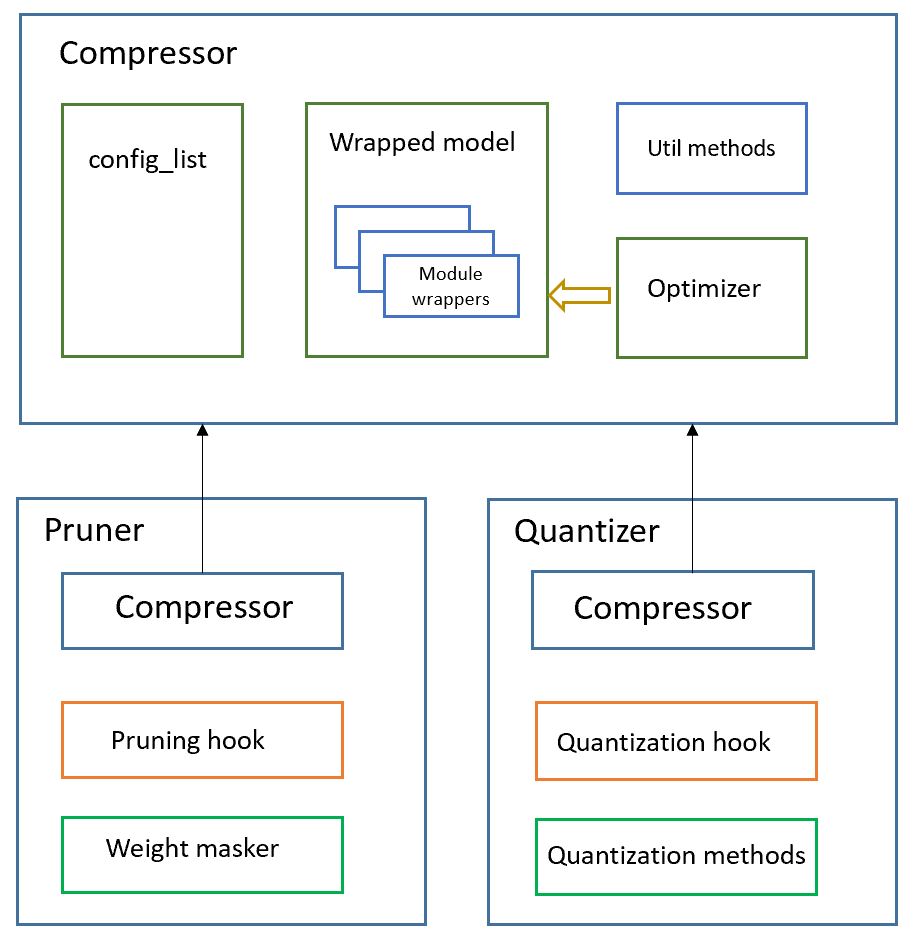 Compressor
config_list
Wrapped model
Module
wrappers
Util methods
Optimizer
Pruner
Compressor
Pruning hook
Weight masker
Quantizer
Compressor
Quantization hook
Quantization methods